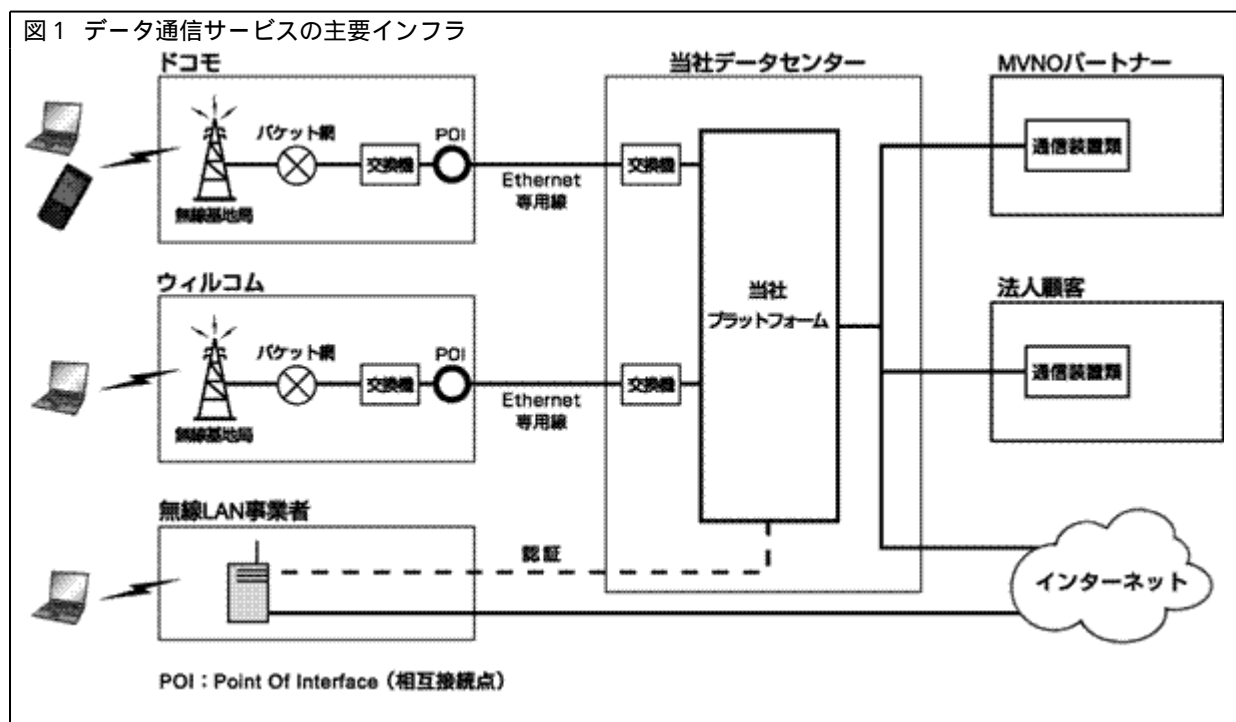 図1 データ通信サービスの主要インフラ
ドコモ
当社データセンター
MVNOパートナー
パケット網
POI
交換機
交換機
通信装置類
Ethernet
専用線
無線基地局
ウィルコム
当社
プラットフォーム
法人顧客
パケット網
POI
交換機
交換機
通信装置類
Ethernet
専用線
無線基地局
無線LAN事業者
認証
インターネット
POI：Point Of Interface（相互接続点）